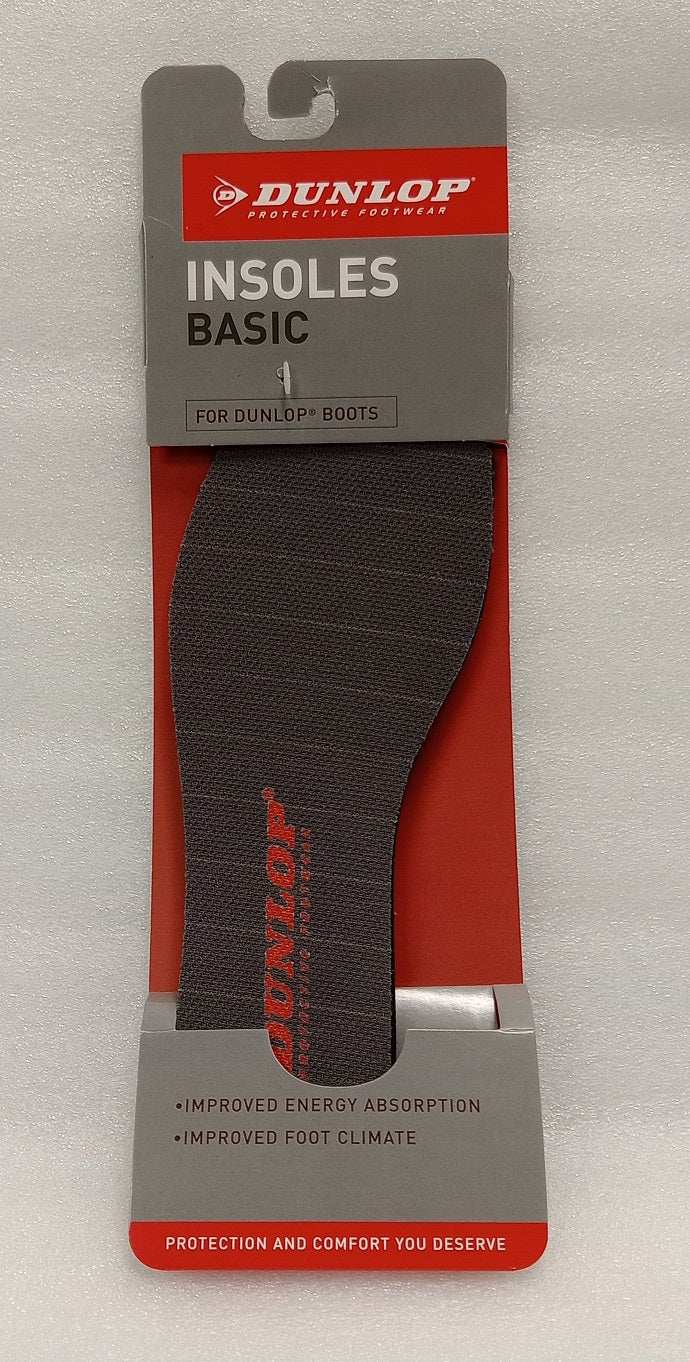 DUNLOP®
PROTECTIVE FOOTWEAR
INSOLES
BASIC
FOR DUNLOP® BOOTS
DUNLOP®
PROTECTIVE FOOTWEAR
•IMPROVED ENERGY ABSORPTION
•IMPROVED FOOT CLIMATE
PROTECTION AND COMFORT YOU DESERVE